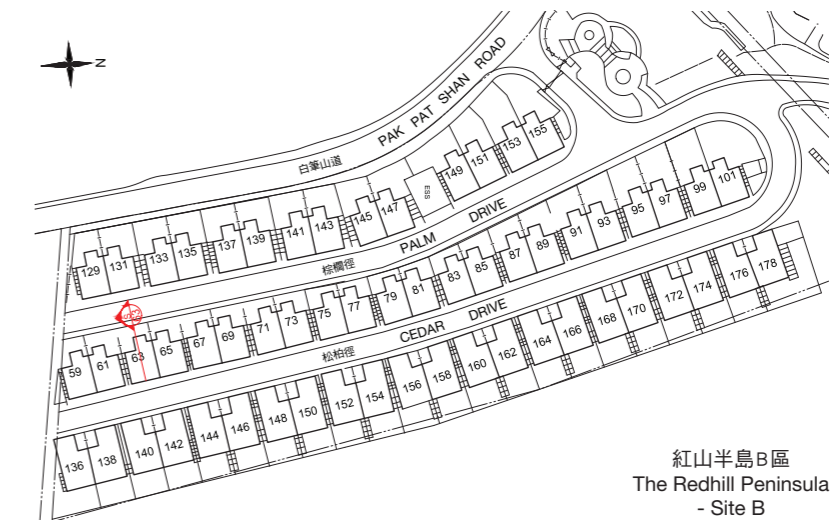 N
PAK PAT SHAN ROAD
白筆山道
153 155
149 151
ESS
145 147
141 143
137 139
133 135
129 131
PALM DRIVE
棕櫚徑
99 101
95 97
91 93
87 89
83 85
79 81
75 77
71 73
67 69
63 65
59 61
CEDAR DRIVE
松柏徑
176 178
172 174
168 170
164 166
160 162
156 158
152 154
148 150
144 146
140 142
136 138
紅山半島B區
The Redhill Peninsula
- Site B